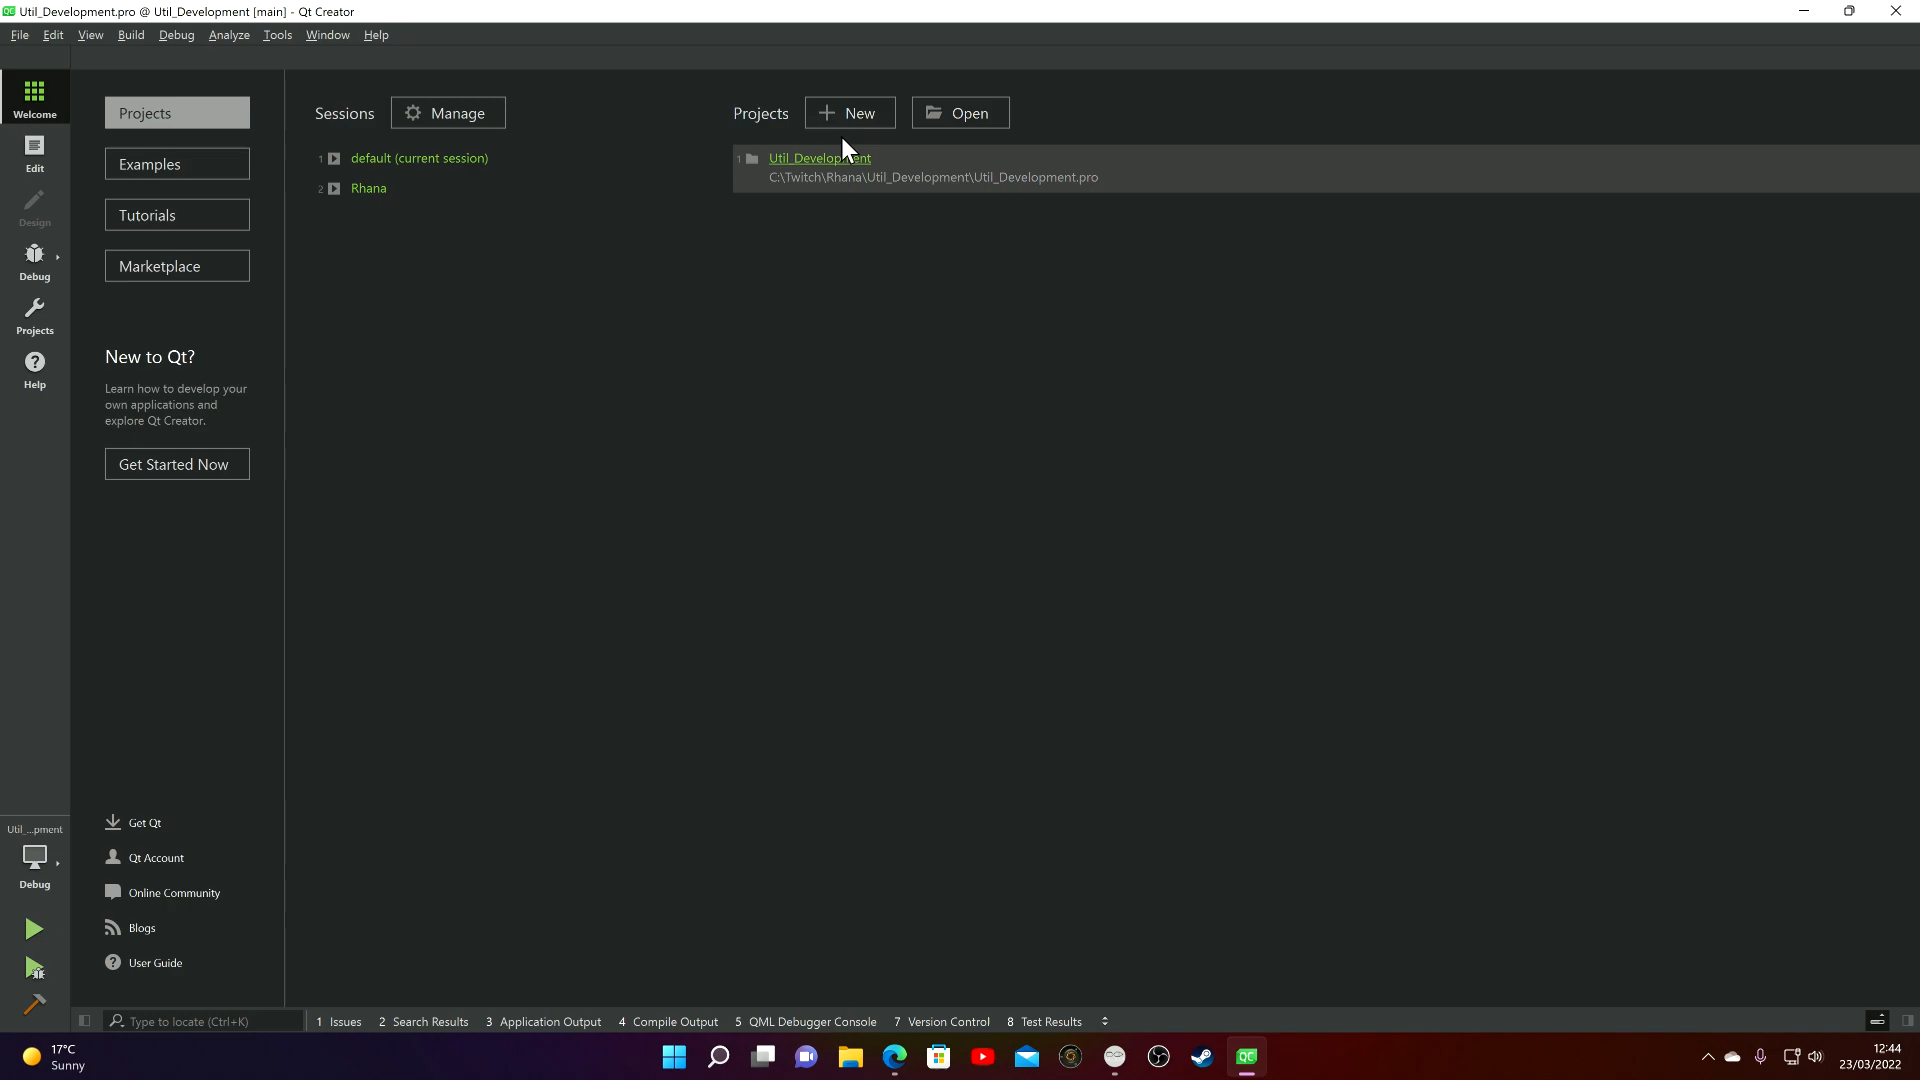 QC Util_Development.pro @ Util_Development [main] - Qt Creator
File Edit View Build Debug Analyze Tools Window Help
Welcome
Edit
Design
Debug
Projects
Help
Projects
Examples
Tutorials
Marketplace
New to Qt?
Learn how to develop your
own applications and
explore Qt Creator.
Get Started Now
Get Qt
Qt Account
Online Community
Blogs
User Guide
Sessions Manage
1 default (current session)
2 Rhana
Projects New Open
1 Util_Development
C:\Twitch\Rhana\Util_Development\Util_Development.pro
Util_...pment
Debug
Type to locate (Ctrl+K) 1 Issues 2 Search Results 3 Application Output 4 Compile Output 5 QML Debugger Console 7 Version Control 8 Test Results
17°C
Sunny
QC
12:44
23/03/2022